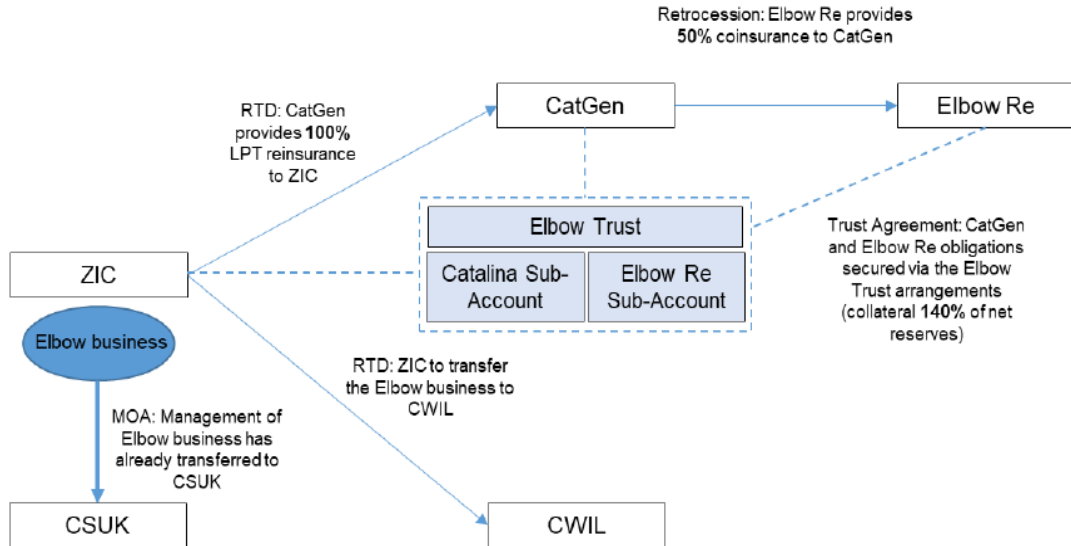 Retrocession: Elbow Re provides
50% coinsurance to CatGen
RTD: CatGen
provides 100%
LPT reinsurance
to ZIC
CatGen
Elbow Re
Elbow Trust
Catalina Sub-
Account
Elbow Re
Sub-Account
Trust Agreement: CatGen
and Elbow Re obligations
secured via the Elbow
Trust arrangements
(collateral 140% of net
reserves)
ZIC
Elbow business
RTD: ZIC to transfer
the Elbow business to
CWIL
MOA: Management of
Elbow business has
already transferred to
CSUK
CSUK
CWIL